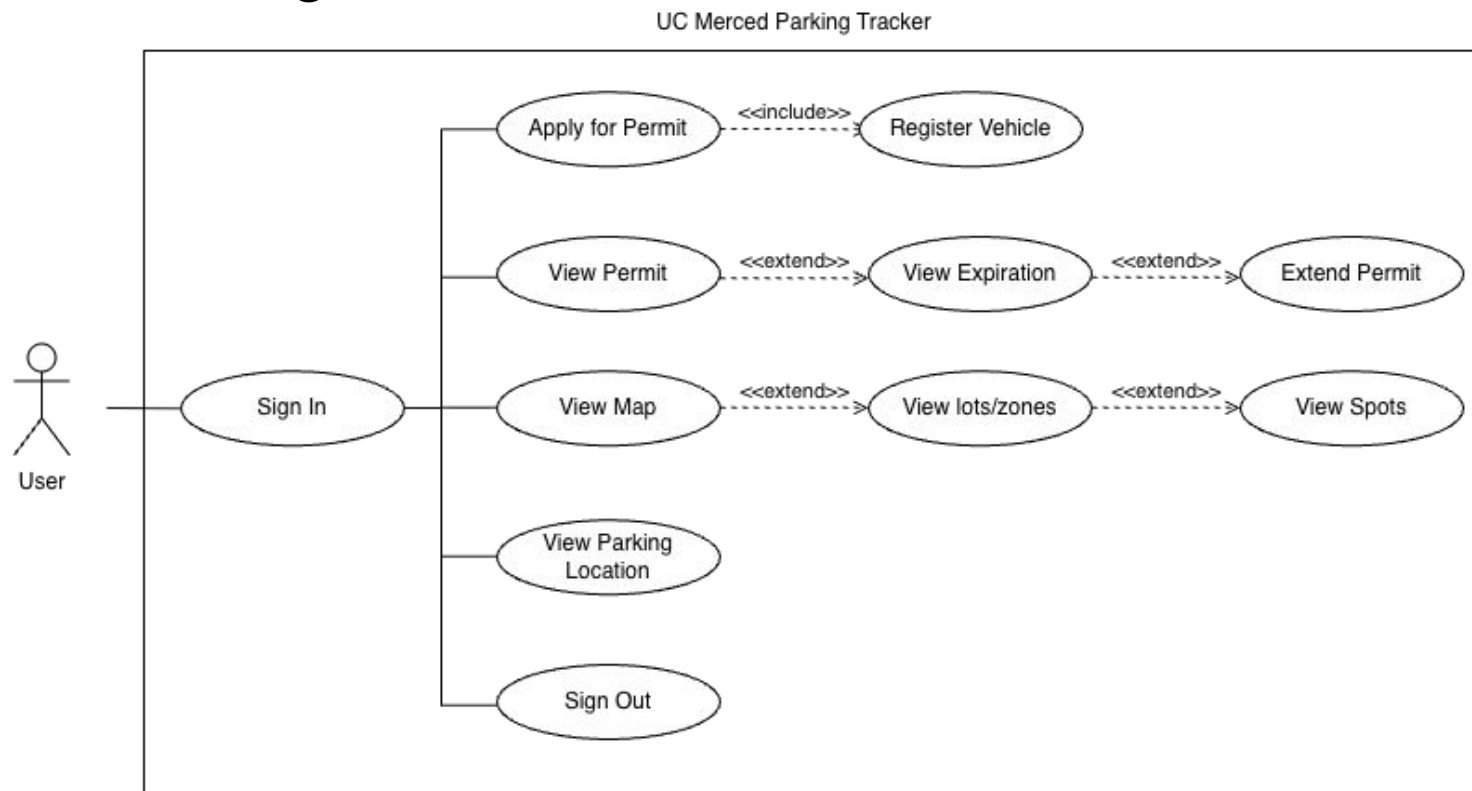 UC Merced Parking Tracker
Apply for Permit
<<include>>
Register Vehicle
View Permit
<<extend>>
View Expiration
<<extend>>
Extend Permit
Sign In
View Map
<<extend>>
View lots/zones
<<extend>>
View Spots
User
View Parking
Location
Sign Out